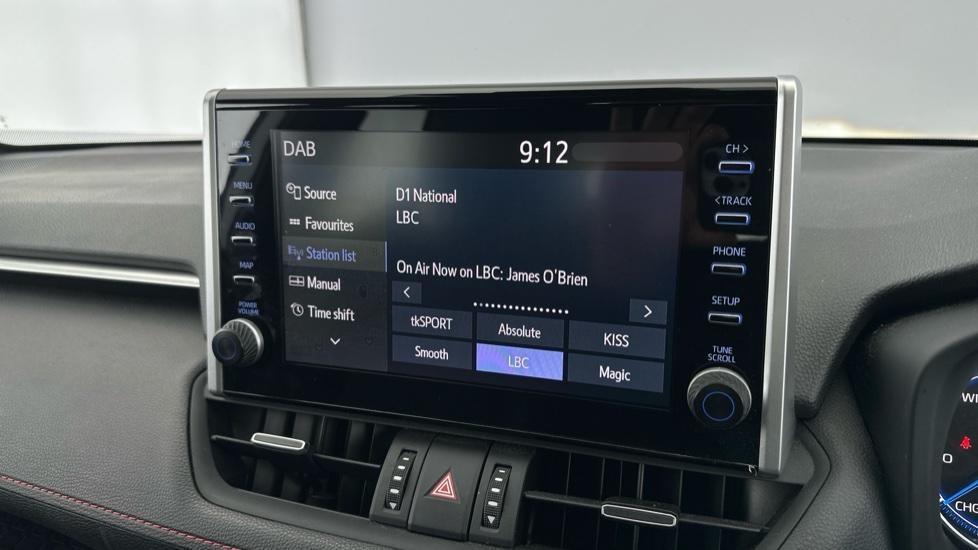 HOME
MENU
AUDIO
MAP
POWER
VOLUME
DAB
9:12
Source
Favourites
Station list
Manual
Time shift
D1 National
LBC
On Air Now on LBC: James O'Brien
< >
tkSPORT Absolute KISS
Smooth LBC Magic
CH >
< TRACK
PHONE
SETUP
TUNE
SCROLL
0
CHG